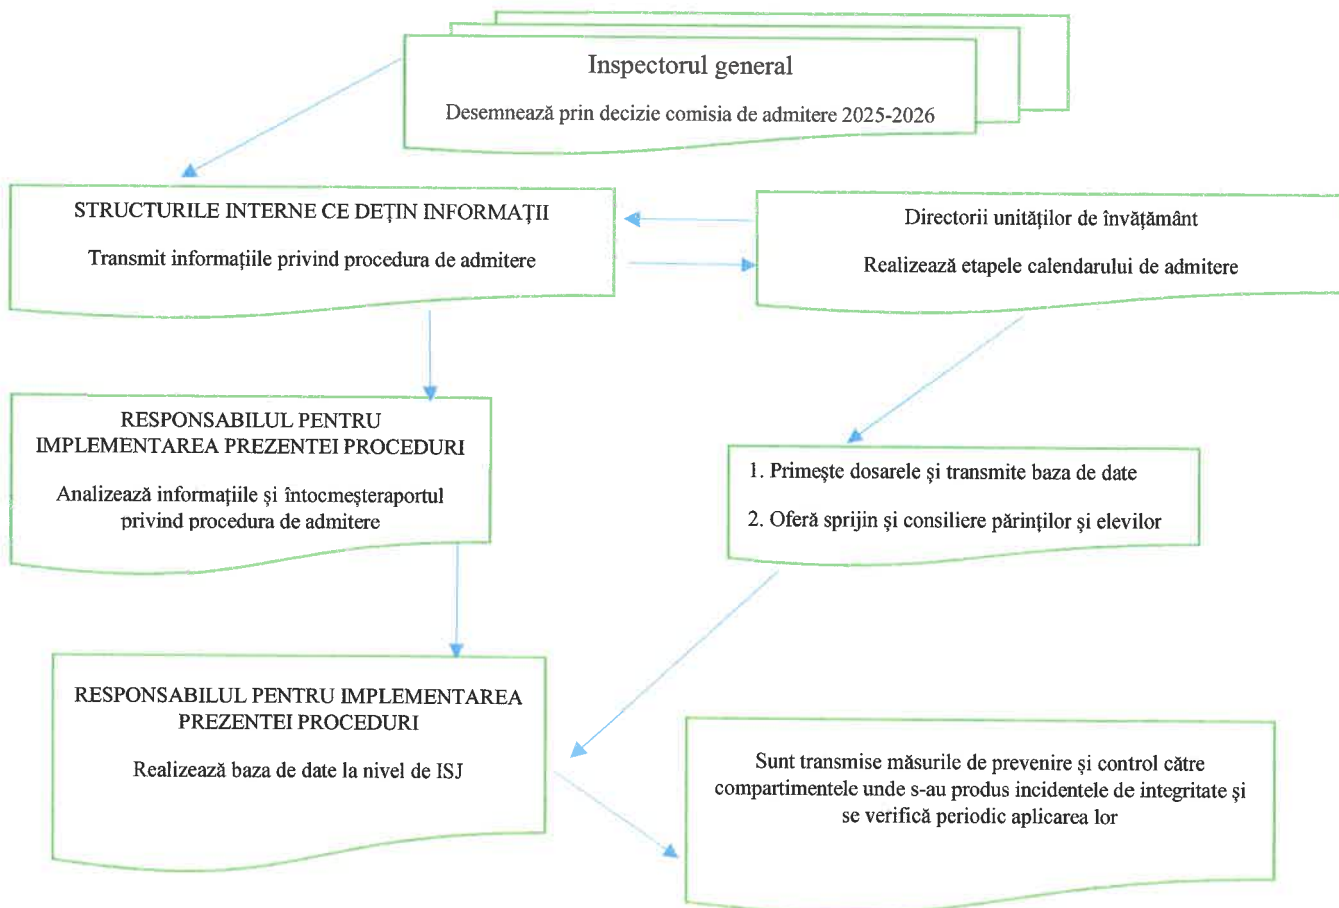 Inspectorul general
Desemnează prin decizie comisia de admitere 2025-2026
STRUCTURILE INTERNE CE DEȚIN INFORMAȚII
Transmit informațiile privind procedura de admitere
Directorii unităților de învățământ
Realizează etapele calendarului de admitere
RESPONSABILUL PENTRU
IMPLEMENTAREA PREZENTEI PROCEDURI
Analizează informațiile și întocmeșteraportul
privind procedura de admitere
1. Primește dosarele și transmite baza de date
2. Oferă sprijin și consiliere părinților și elevilor
RESPONSABILUL PENTRU IMPLEMENTAREA
PREZENTEI PROCEDURI
Realizează baza de date la nivel de ISJ
Sunt transmise măsurile de prevenire și control către
compartimentele unde s-au produs incidentele de integritate și
se verifică periodic aplicarea lor